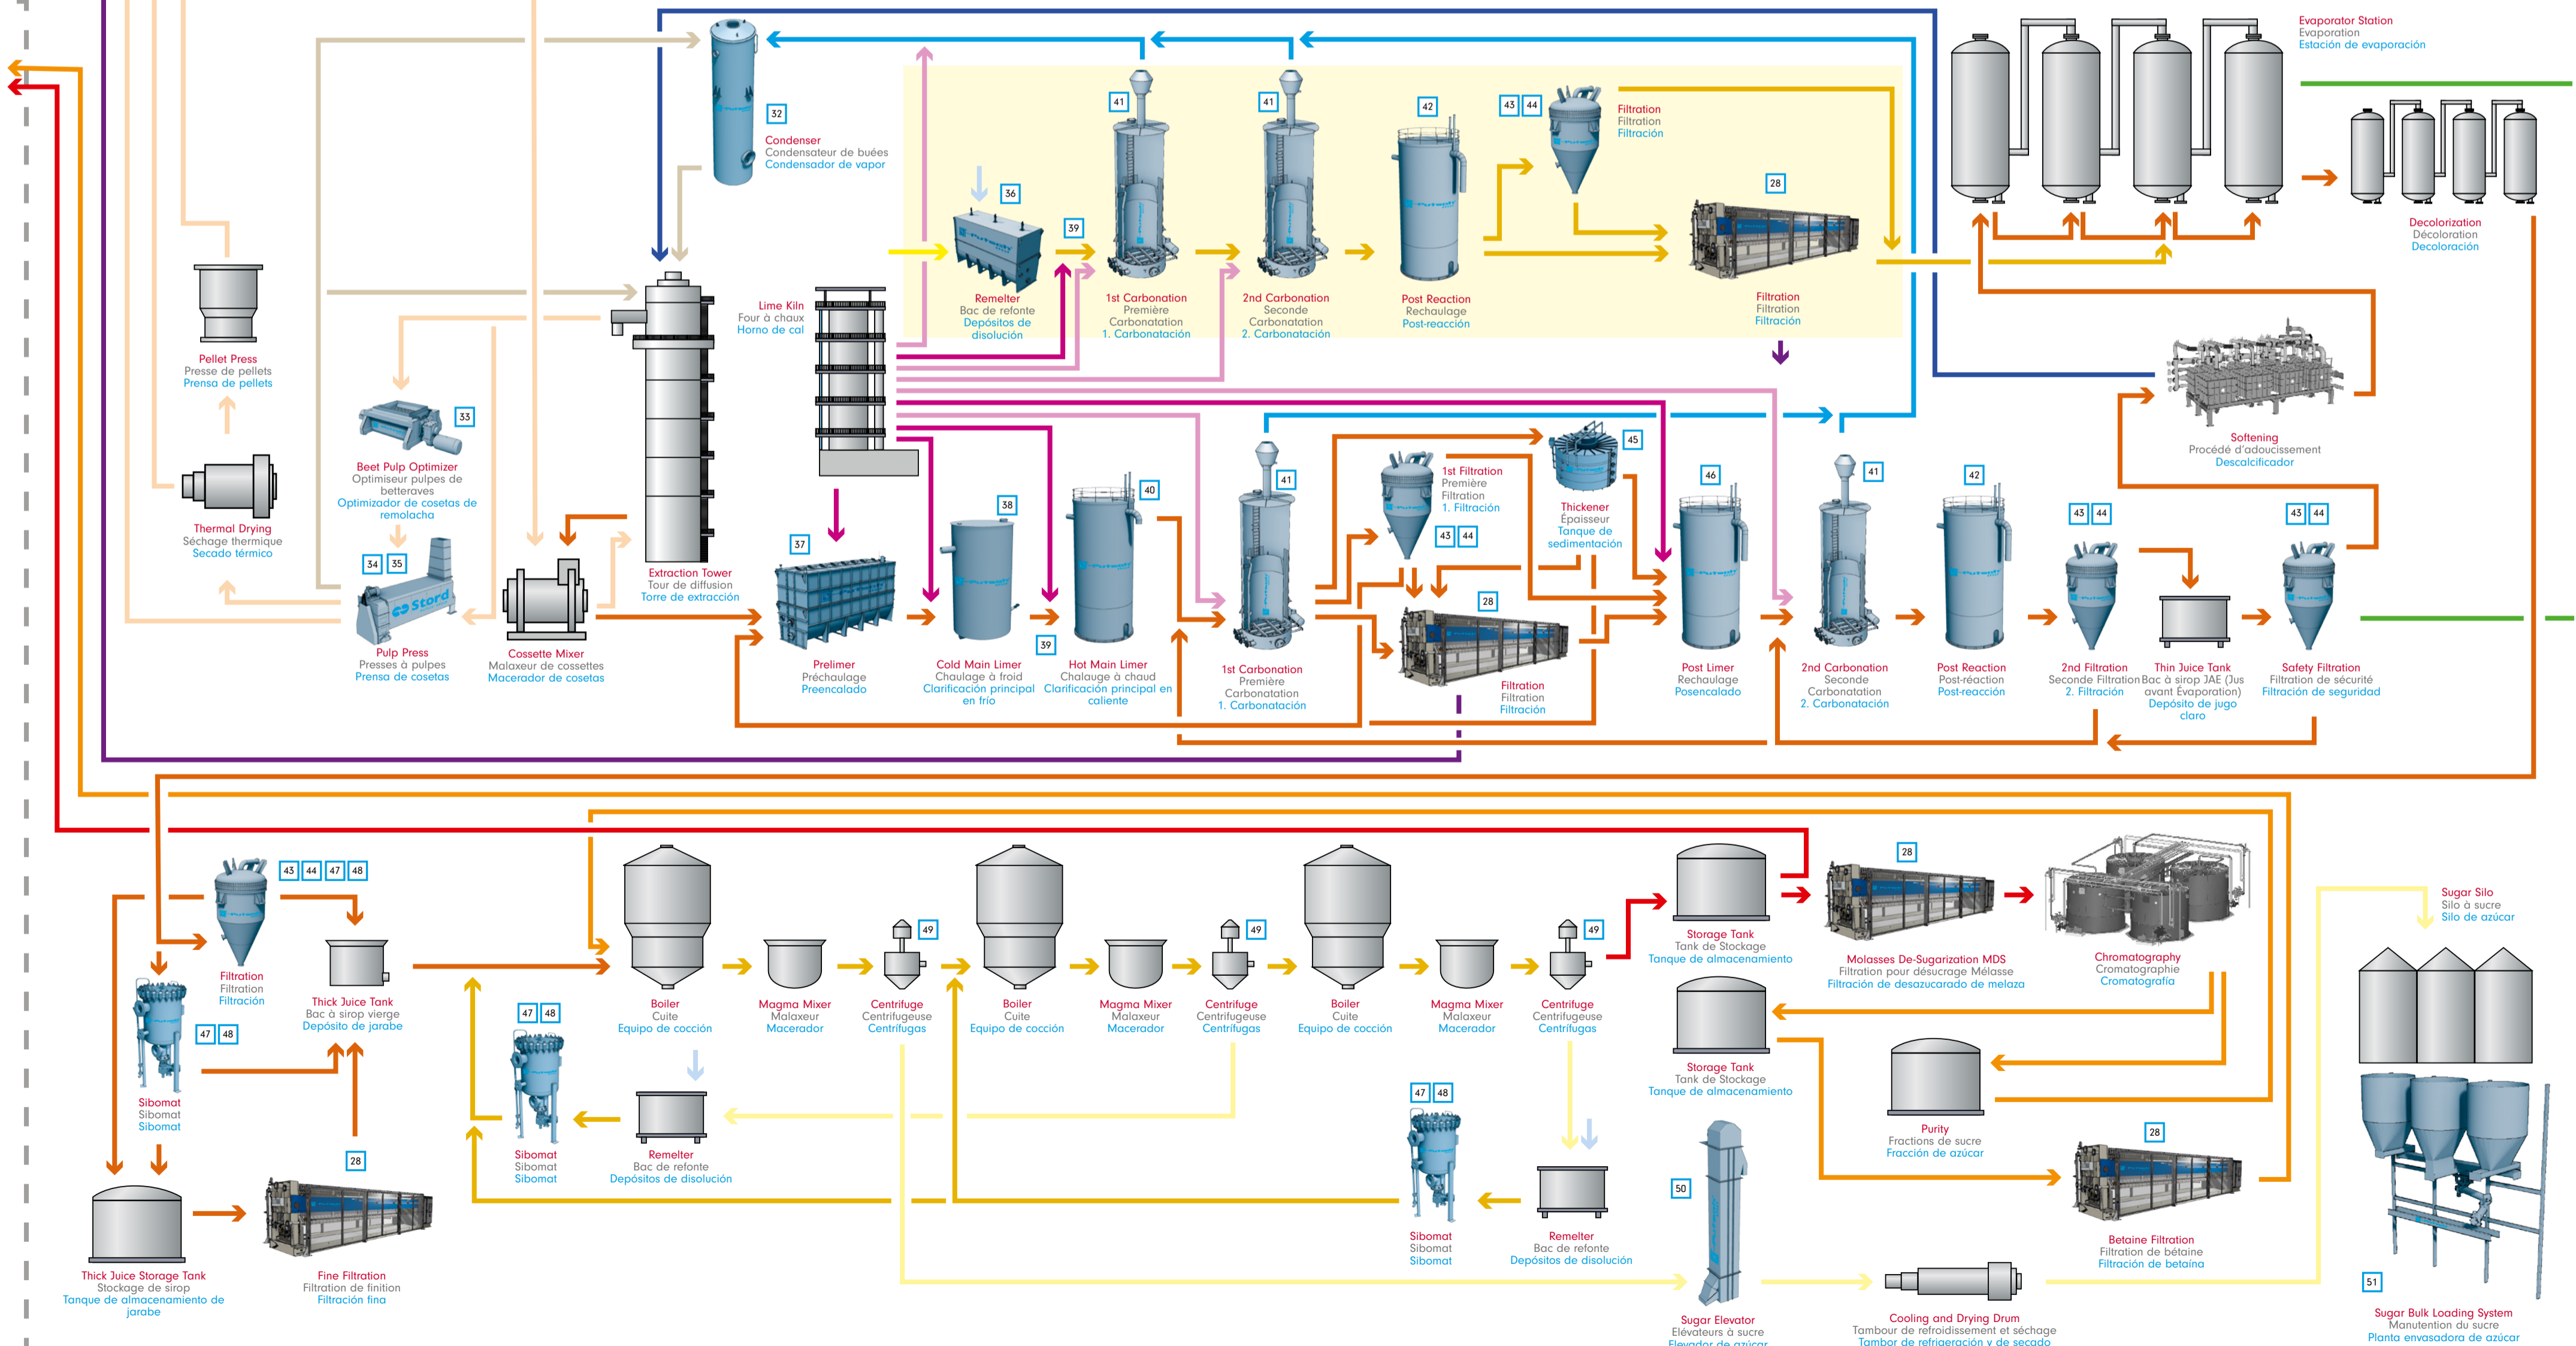 Evaporator Station
Evaporation
Estación de evaporación
32
Condenser
Condensateur de buées
Condensador de vapor
36
Remelter
Bac de refonte
Depósitos de
disolución
39
41
1st Carbonation
Première
Carbonatation
1. Carbonatación
41
2nd Carbonation
Seconde
Carbonatation
2. Carbonatación
42
Post Reaction
Rechaulage
Post-reacción
43 44
Filtration
Filtration
Filtración
28
Filtration
Filtration
Filtración
Decolorization
Décoloration
Decoloración
Pellet Press
Presse de pellets
Prensa de pellets
Lime Kiln
Four à chaux
Horno de cal
33
Beet Pulp Optimizer
Optimiseur pulpes de
betteraves
Optimizador de cosetas de
remolacha
Thermal Drying
Séchage thermique
Secado térmico
34 35
Stord
Pulp Press
Presses à pulpes
Prensa de cosetas
Cossette Mixer
Malaxeur de cossettes
Macerador de cosetas
Extraction Tower
Tour de diffusion
Torre de extracción
37
Prelimer
Préchaulage
Preencalado
38
Cold Main Limer
Chaulage à froid
Clarificación principal
en frío
39
40
Hot Main Limer
Chalauge à chaud
Clarificación principal en
caliente
41
1st Carbonation
Première
Carbonatation
1. Carbonatación
1st Filtration
Première
Filtration
1. Filtración
43 44
45
Thickener
Épaisseur
Tanque de
sedimentación
28
Filtration
Filtration
Filtración
46
Post Limer
Rechaulage
Posencalado
41
2nd Carbonation
Seconde
Carbonatation
2. Carbonatación
42
Post Reaction
Post-réaction
Post-reacción
43 44
2nd Filtration
Seconde Filtration
2. Filtración
Thin Juice Tank
Bac à sirop JAE (Jus
avant Évaporation)
Depósito de jugo
claro
43 44
Safety Filtration
Filtration de sécurité
Filtración de seguridad
Softening
Procédé d'adoucissement
Descalcificador
43 44 47 48
Filtration
Filtration
Filtración
Thick Juice Tank
Bac à sirop vierge
Depósito de jarabe
47 48
Sibomat
Sibomat
Sibomat
Thick Juice Storage Tank
Stockage de sirop
Tanque de almacenamiento de
jarabe
28
Fine Filtration
Filtration de finition
Filtración fina
Boiler
Cuite
Equipo de cocción
Magma Mixer
Malaxeur
Macerador
49
Centrifuge
Centrifugeuse
Centrífugas
Boiler
Cuite
Equipo de cocción
Magma Mixer
Malaxeur
Macerador
49
Centrifuge
Centrifugeuse
Centrífugas
Boiler
Cuite
Equipo de cocción
Magma Mixer
Malaxeur
Macerador
49
Centrifuge
Centrifugeuse
Centrífugas
47 48
Sibomat
Sibomat
Sibomat
Remelter
Bac de refonte
Depósitos de disolución
47 48
Sibomat
Sibomat
Sibomat
Remelter
Bac de refonte
Depósitos de disolución
Storage Tank
Tank de Stockage
Tanque de almacenamiento
28
Molasses De-Sugarization MDS
Filtration pour désucrage Mélasse
Filtración de desazucarado de melaza
Chromatography
Cromatographie
Cromatografía
Storage Tank
Tank de Stockage
Tanque de almacenamiento
Purity
Fractions de sucre
Fracción de azúcar
28
Betaine Filtration
Filtration de bétaine
Filtración de betaína
50
Sugar Elevator
Elévateurs à sucre
Elevador de azúcar
Cooling and Drying Drum
Tambour de refroidissement et séchage
Tambor de refrigeración y de secado
Sugar Silo
Silo à sucre
Silo de azúcar
51
Sugar Bulk Loading System
Manutention du sucre
Planta envasadora de azúcar